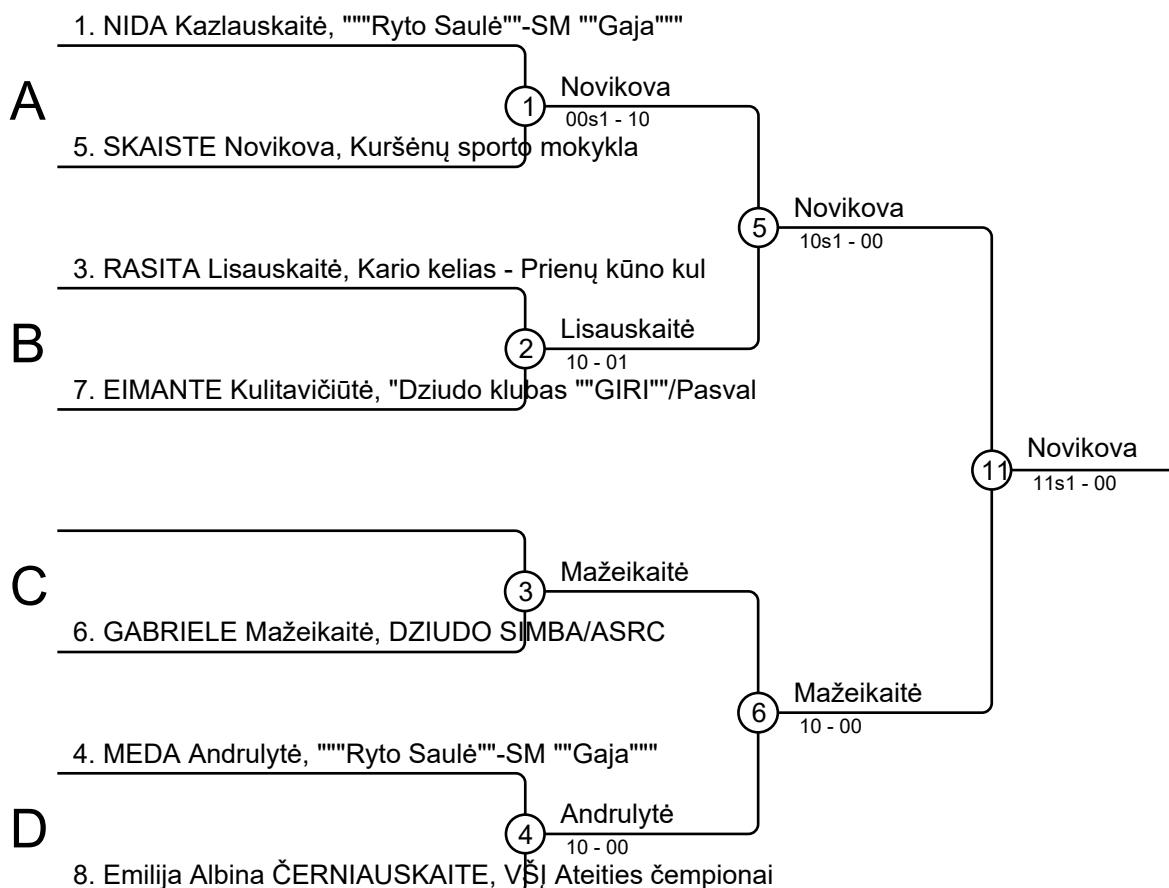 1. NIDA Kazlauskaitė, """Ryto Saulė""-SM ""Gaja"""
A
1
Novikova
00s1 - 10
5. SKAISTE Novikova, Kuršėnų sporto mokykla
5
Novikova
10s1 - 00
3. RASITA Lisauskaitė, Kario kelias - Prienų kūno kul
B
2
Lisauskaitė
10 - 01
7. EIMANTE Kulitavičiūtė, "Dziudo klubas ""GIRI""/Pasval
11
Novikova
11s1 - 00
C
3
Mažeikaitė
6. GABRIELE Mažeikaitė, DZIUDO SIMBA/ASRC
6
Mažeikaitė
10 - 00
4. MEDA Andrulytė, """Ryto Saulė""-SM ""Gaja"""
D
4
Andrulytė
10 - 00
8. Emilija Albina ČERNIAUSKAITE, VŠĮ Ateities čempionai